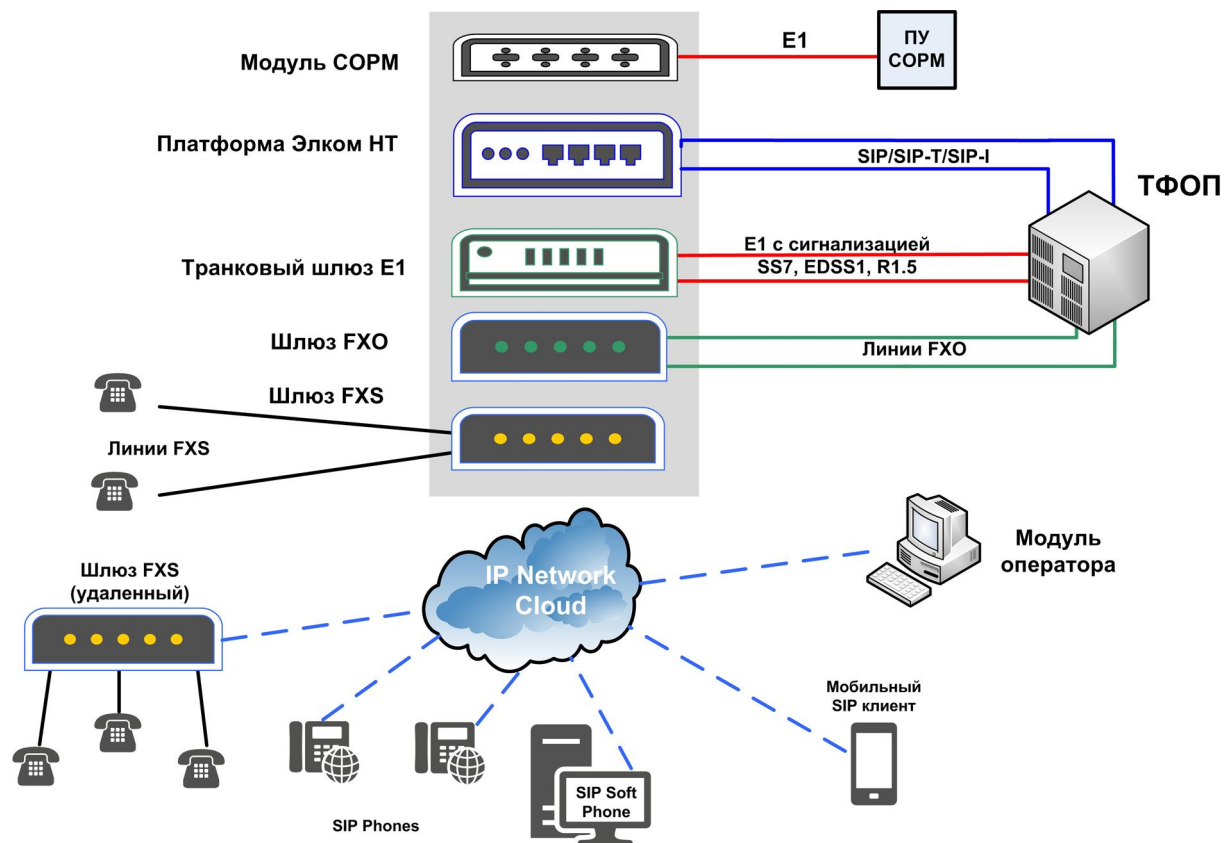 Модуль СОРМ
E1
ПУ
СОРМ
Платформа Элком НТ
SIP/SIP-T/SIP-I
ТФОП
Транковый шлюз Е1
Е1 с сигнализацией
SS7, EDSS1, R1.5
Шлюз FXO
Линии FXO
Шлюз FXS
Линии FXS
IP Network
Cloud
Модуль
оператора
Шлюз FXS
(удаленный)
Мобильный
SIP клиент
SIP Soft
Phone
SIP Phones